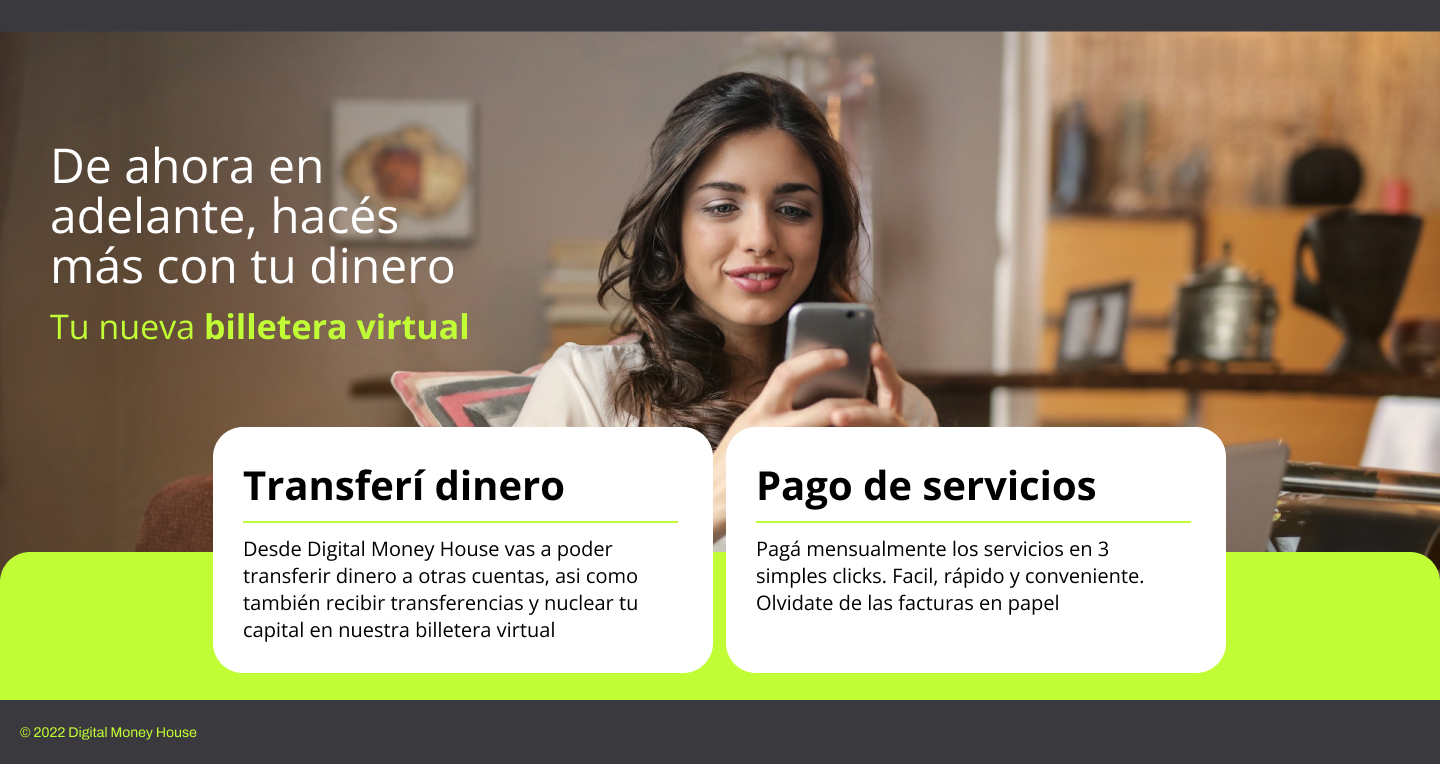 De ahora en
adelante, hacés
más con tu dinero
Tu nueva billetera virtual
Transferí dinero
Desde Digital Money House vas a poder
transferir dinero a otras cuentas, asi como
también recibir transferencias y nuclear tu
capital en nuestra billetera virtual
Pago de servicios
Pagá mensualmente los servicios en 3
simples clicks. Facil, rápido y conveniente.
Olvidate de las facturas en papel
© 2022 Digital Money House